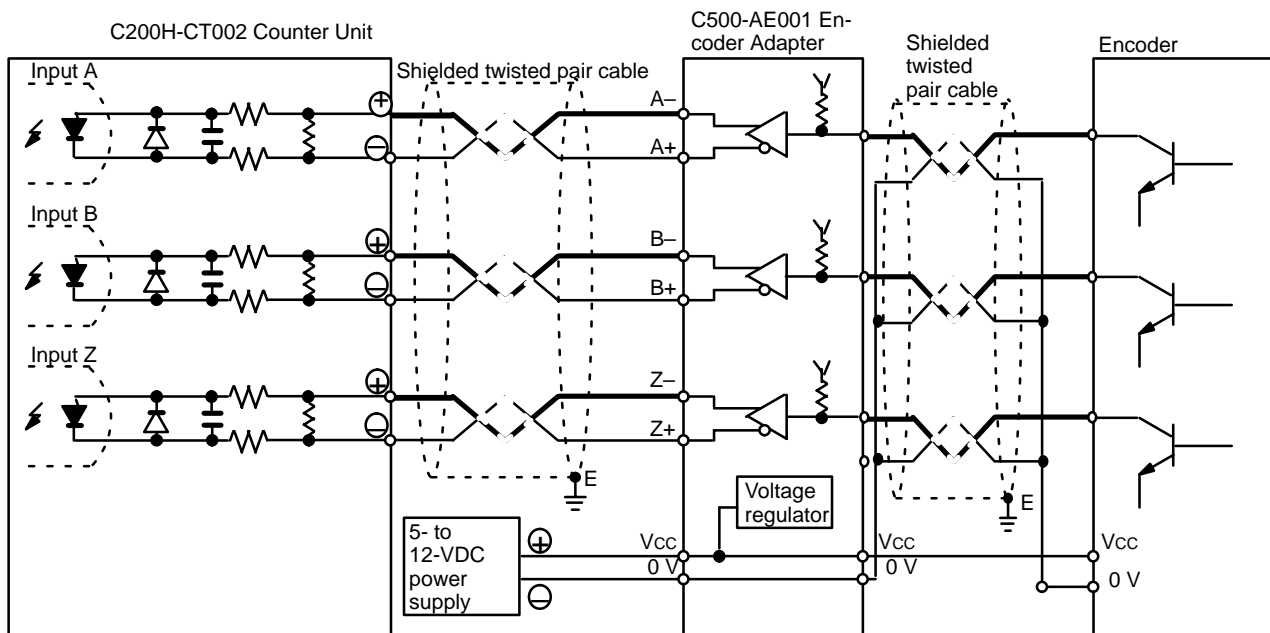 C200H-CT002 Counter Unit
C500-AE001 En-
coder Adapter
Shielded
twisted
pair cable
Encoder
Input A
Shielded twisted pair cable
+
−
A−
A+
Input B
+
−
B−
B+
Input Z
+
−
Z−
Z+
E
E
Voltage
regulator
5- to
12-VDC
power
supply
+
−
VCC
0 V
VCC
0 V
VCC
0 V